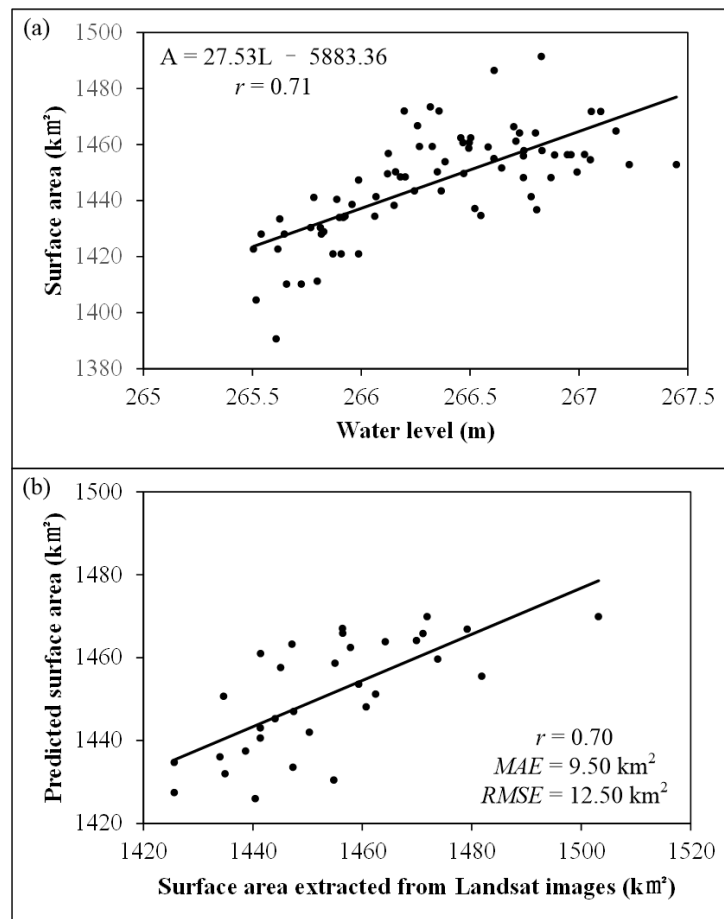 (a)
A = 27.53L - 5883.36
r = 0.71
Surface area (km²)
1500
1480
1460
1440
1420
1400
1380
265
265.5
266
266.5
267
267.5
Water level (m)
(b)
Predicted surface area (km²)
1500
1480
1460
1440
1420
r = 0.70
MAE = 9.50 km²
RMSE = 12.50 km²
1420
1440
1460
1480
1500
1520
Surface area extracted from Landsat images (km²)